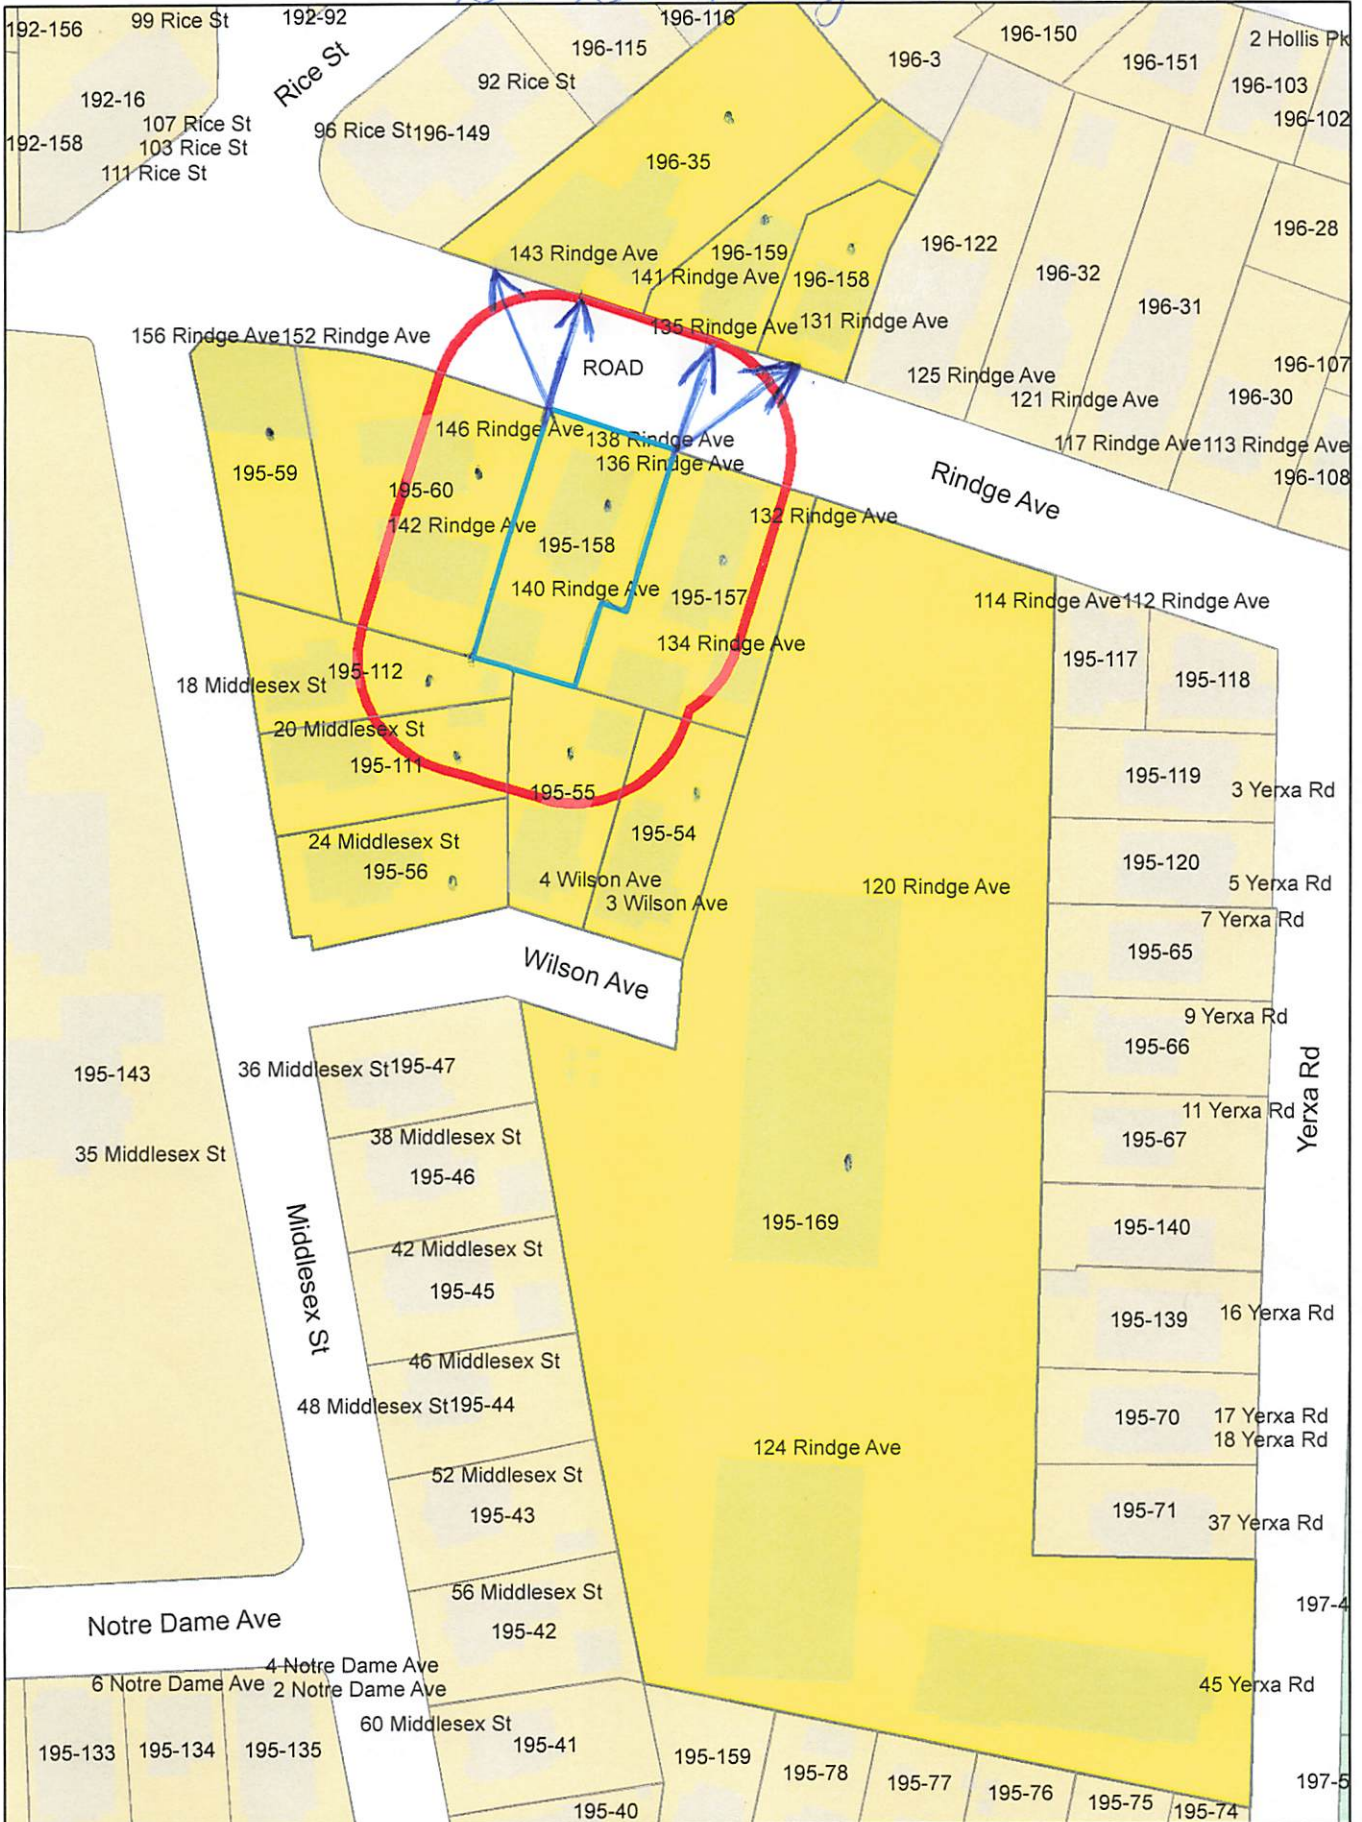 192-156
99 Rice St
192-92
196-116
196-150
2 Hollis Pk
Rice St
196-115
196-3
196-151
192-16
92 Rice St
196-103
107 Rice St
96 Rice St
196-149
196-102
192-158
103 Rice St
111 Rice St
196-35
143 Rindge Ave
196-159
196-122
196-28
141 Rindge Ave
196-158
196-32
196-31
156 Rindge Ave
152 Rindge Ave
135 Rindge Ave
131 Rindge Ave
ROAD
125 Rindge Ave
196-107
121 Rindge Ave
196-30
146 Rindge Ave
138 Rindge Ave
117 Rindge Ave
113 Rindge Ave
136 Rindge Ave
195-59
195-60
Rindge Ave
196-108
142 Rindge Ave
132 Rindge Ave
195-158
140 Rindge Ave
195-157
114 Rindge Ave
112 Rindge Ave
134 Rindge Ave
195-117
195-118
18 Middlesex St
195-112
20 Middlesex St
195-111
195-55
195-119
3 Yerxa Rd
24 Middlesex St
195-54
195-56
195-120
4 Wilson Ave
120 Rindge Ave
5 Yerxa Rd
3 Wilson Ave
7 Yerxa Rd
Wilson Ave
195-65
9 Yerxa Rd
195-143
36 Middlesex St
195-47
195-66
Yerxa Rd
11 Yerxa Rd
35 Middlesex St
38 Middlesex St
195-67
195-46
195-169
195-140
Middlesex St
42 Middlesex St
195-45
195-139
16 Yerxa Rd
46 Middlesex St
48 Middlesex St
195-44
195-70
17 Yerxa Rd
18 Yerxa Rd
124 Rindge Ave
52 Middlesex St
195-43
195-71
37 Yerxa Rd
56 Middlesex St
Notre Dame Ave
195-42
197-4
4 Notre Dame Ave
6 Notre Dame Ave
2 Notre Dame Ave
45 Yerxa Rd
60 Middlesex St
195-133
195-134
195-135
195-41
195-159
195-78
195-77
195-76
195-75
195-74
197-5
195-40